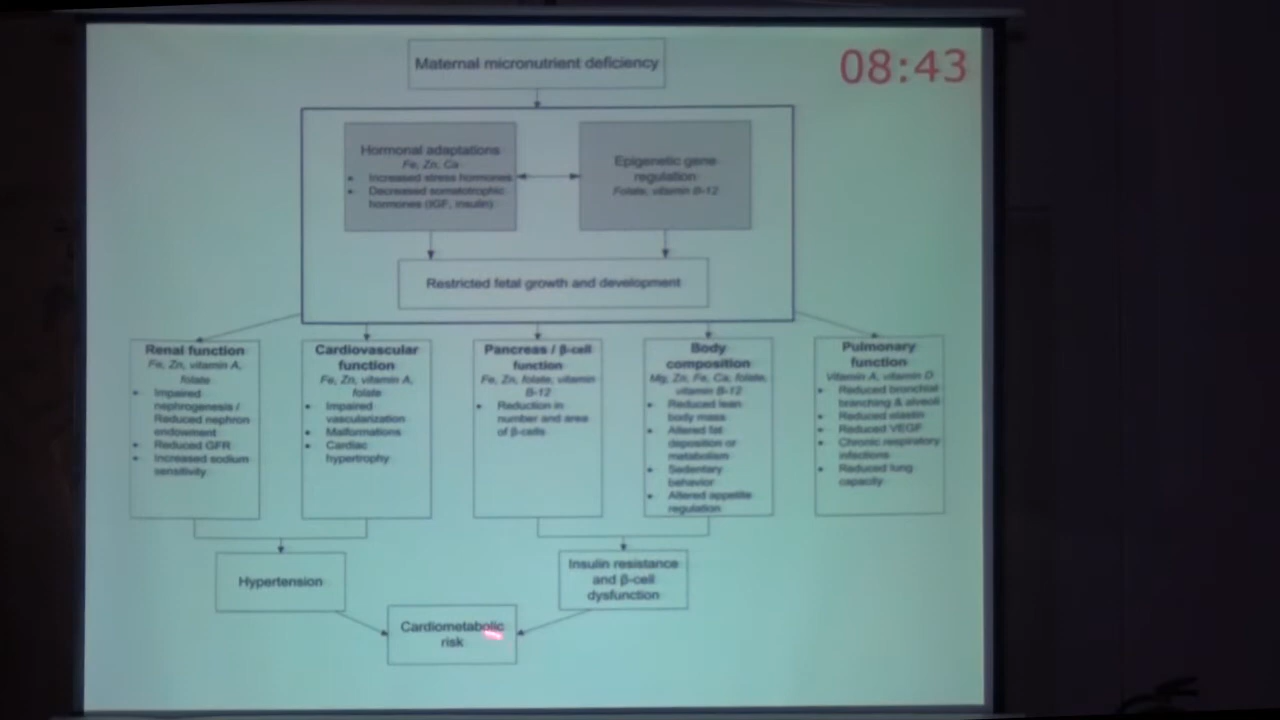 Maternal micronutrient deficiency
08:43
Hormonal adaptations
Fe, Zn, Ca
• Increased stress hormones
• Decreased somatotrophic
hormones (IGF, insulin)
Epigenetic gene
regulation
Folate, vitamin B-12
Restricted fetal growth and development
Renal function
Fe, Zn, vitamin A,
folate
• Impaired
nephrogenesis /
Reduced nephron
endowment
• Reduced GFR
• Increased sodium
sensitivity
Cardiovascular
function
Fe, Zn, vitamin A,
folate
• Impaired
vascularization
• Malformations
• Cardiac
hypertrophy
Pancreas / β-cell
function
Fe, Zn, folate, vitamin
B-12
• Reduction in
number and area
of β-cells
Body
composition
Mg, Zn, Fe, Ca, folate,
vitamin B-12
• Reduced lean
body mass
• Altered fat
deposition or
metabolism
• Sedentary
behavior
• Altered appetite
regulation
Pulmonary
function
Vitamin A, vitamin D
• Reduced bronchial
branching & alveoli
• Reduced elastin
• Reduced VEGF
• Chronic respiratory
infections
• Reduced lung
capacity
Hypertension
Insulin resistance
and β-cell
dysfunction
Cardiometabolic
risk